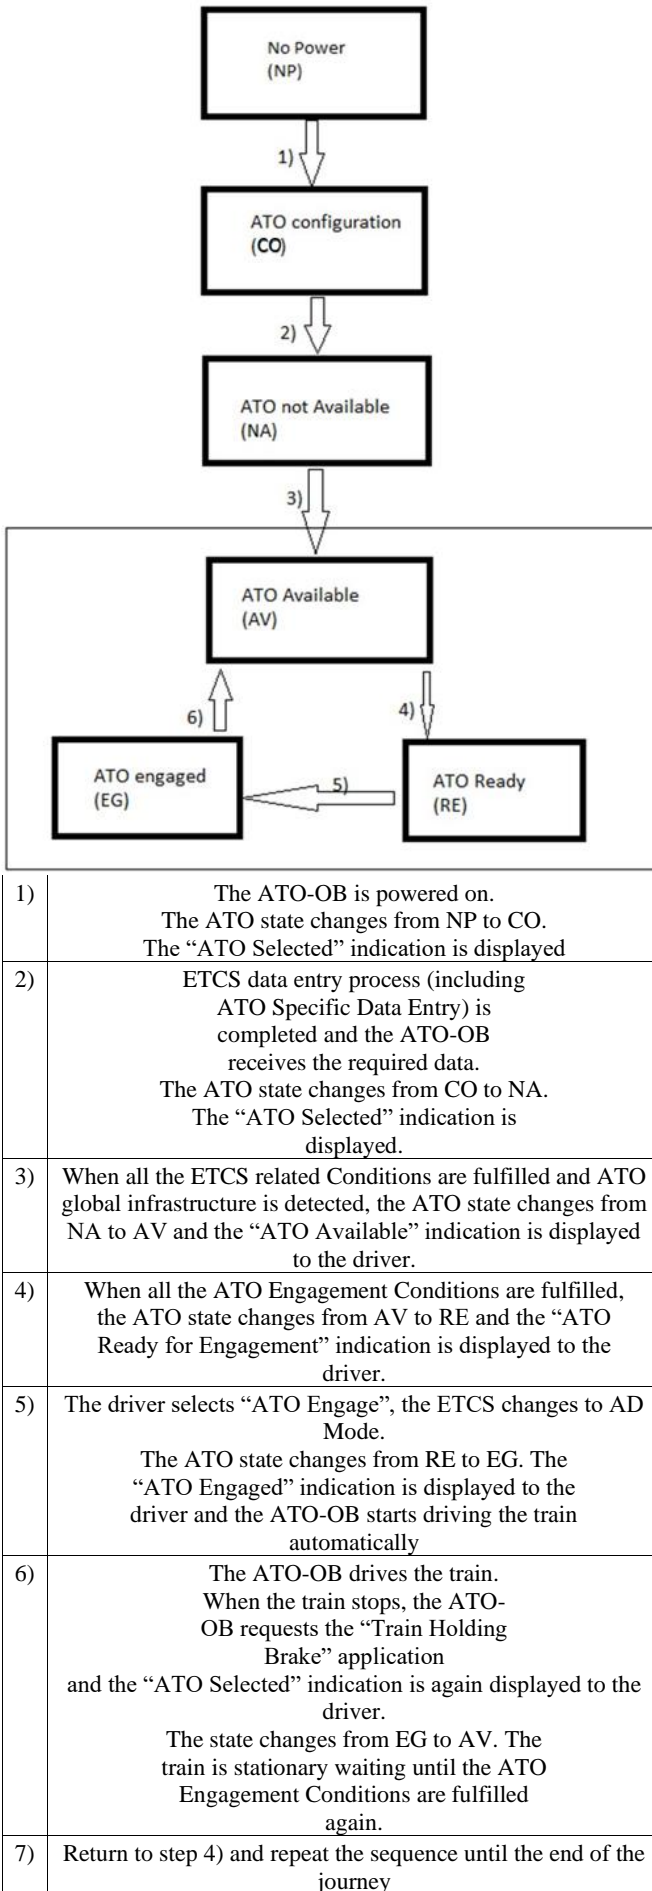 No Power
(NP)
1)
ATO configuration
(CO)
2)
ATO not Available
(NA)
3)
ATO Available
(AV)
6)
4)
ATO engaged
(EG)
5)
ATO Ready
(RE)
1)
The ATO-OB is powered on.
The ATO state changes from NP to CO.
The “ATO Selected” indication is displayed
2)
ETCS data entry process (including
ATO Specific Data Entry) is
completed and the ATO-OB
receives the required data.
The ATO state changes from CO to NA.
The “ATO Selected” indication is
displayed.
3)
When all the ETCS related Conditions are fulfilled and ATO
global infrastructure is detected, the ATO state changes from
NA to AV and the “ATO Available” indication is displayed
to the driver.
4)
When all the ATO Engagement Conditions are fulfilled,
the ATO state changes from AV to RE and the “ATO
Ready for Engagement” indication is displayed to the
driver.
5)
The driver selects “ATO Engage”, the ETCS changes to AD
Mode.
The ATO state changes from RE to EG. The
“ATO Engaged” indication is displayed to the
driver and the ATO-OB starts driving the train
automatically
6)
The ATO-OB drives the train.
When the train stops, the ATO-
OB requests the “Train Holding
Brake” application
and the “ATO Selected” indication is again displayed to the
driver.
The state changes from EG to AV. The
train is stationary waiting until the ATO
Engagement Conditions are fulfilled
again.
7)
Return to step 4) and repeat the sequence until the end of the
journey